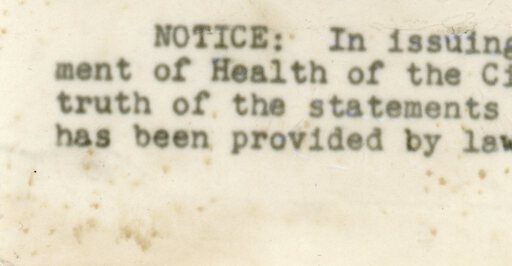 NOTICE: In issuing
ment of Health of the Ci
truth of the statements
has been provided by law